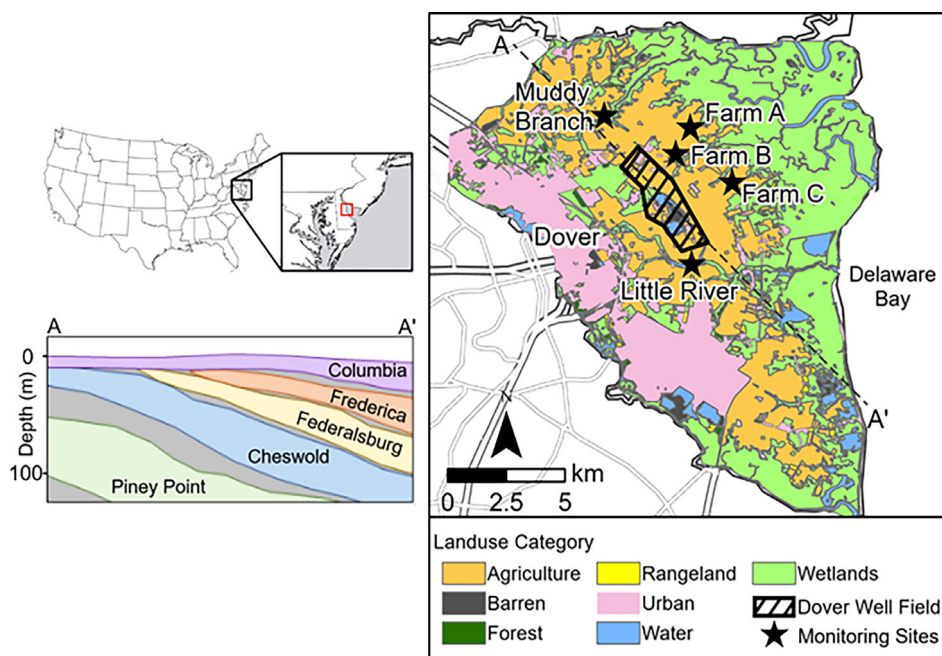 A
Muddy
Branch
Farm A
Farm B
Farm C
Dover
Little River
Delaware
Bay
A'
N
km
0 2.5 5
A A'
0
100
Depth (m)
Columbia
Frederica
Federalsburg
Cheswold
Piney Point
Landuse Category
Agriculture Rangeland Wetlands
Barren Urban Dover Well Field
Forest Water Monitoring Sites